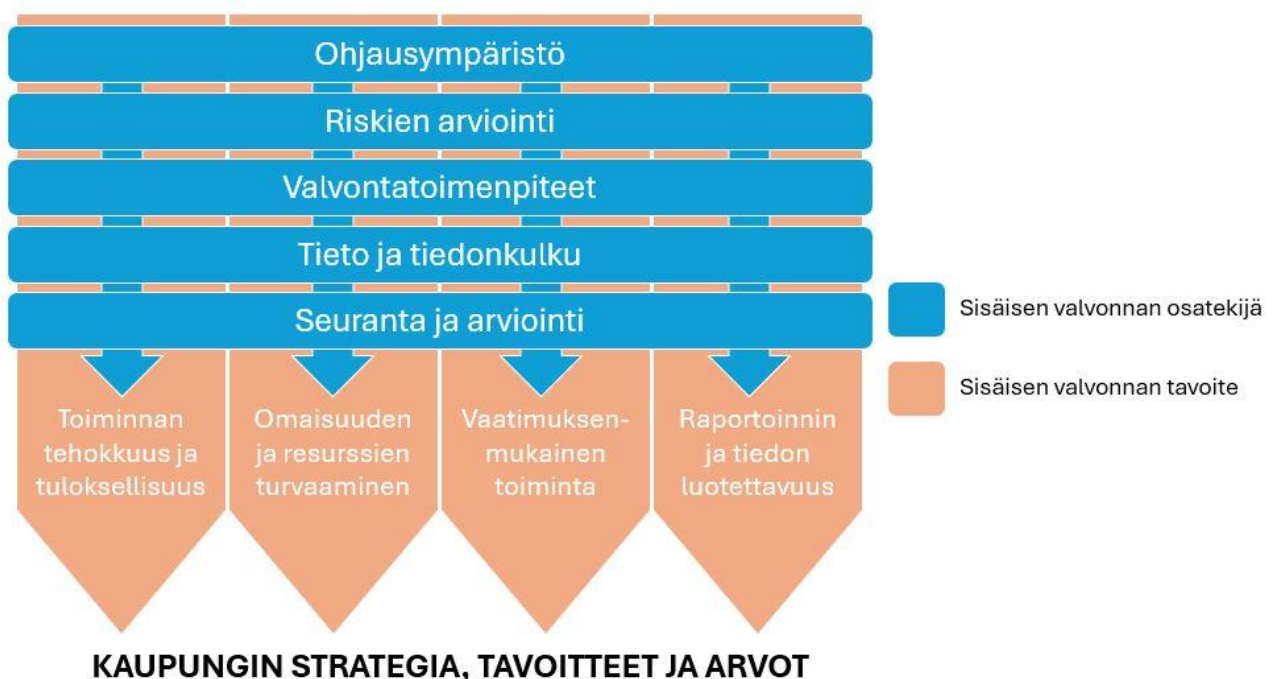 Ohjausympäristö
Riskien arviointi
Valvontatoimenpiteet
Tieto ja tiedonkulku
Seuranta ja arviointi
Sisäisen valvonnan osatekijä
Sisäisen valvonnan tavoite
Toiminnan
tehokkuus ja
tuloksellisuus
Omaisuuden
ja resurssien
turvaaminen
Vaatimuksen-
mukainen
toiminta
Raportoinnin
ja tiedon
luotettavuus
KAUPUNGIN STRATEGIA, TAVOITTEET JA ARVOT